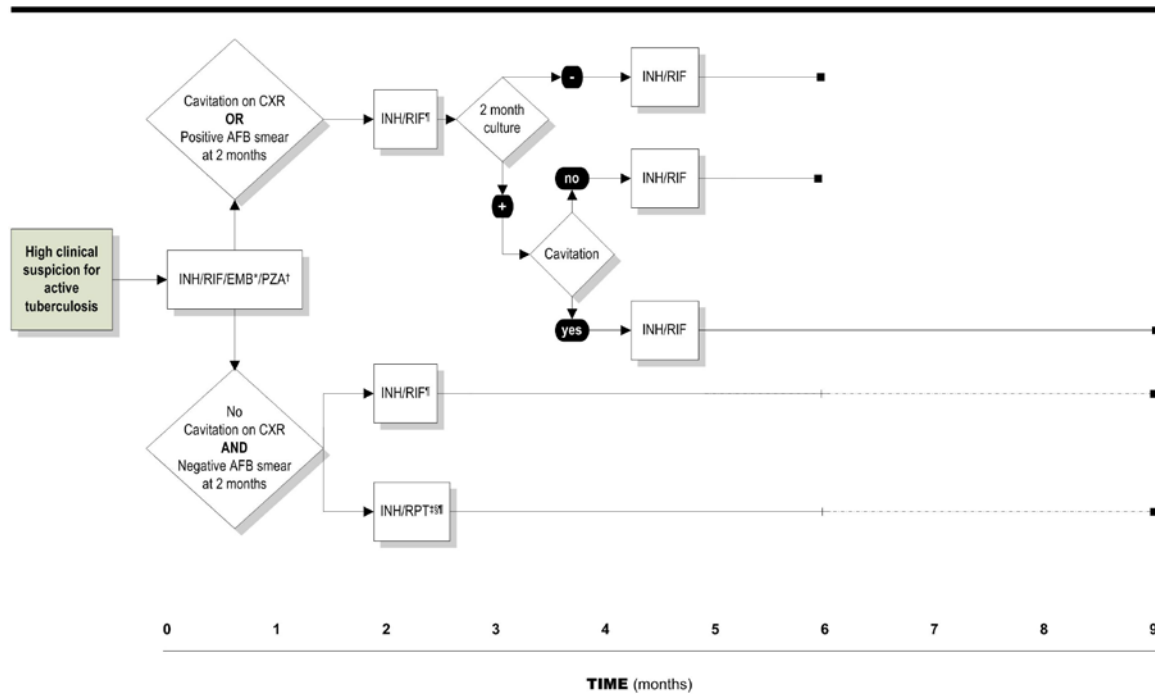 Cavitation on CXR
OR
Positive AFB smear
at 2 months
INH/RIF¶
2 month
culture
-
INH/RIF
+
no
INH/RIF
Cavitation
yes
INH/RIF
High clinical
suspicion for
active
tuberculosis
INH/RIF/EMB*/PZA†
No
Cavitation on CXR
AND
Negative AFB smear
at 2 months
INH/RIF¶
INH/RPT‡§¶
0 1 2 3 4 5 6 7 8 9
TIME (months)